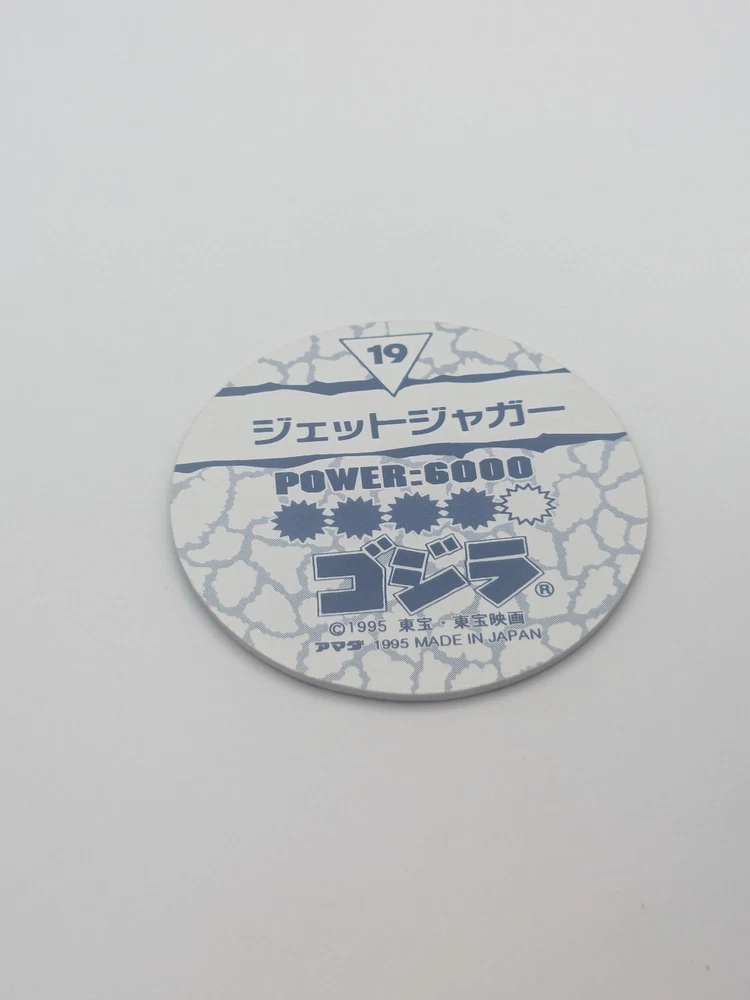 19
ジェットジャガー
POWER:6000
ゴジラ®
©1995 東宝・東宝映画
アマダ 1995 MADE IN JAPAN